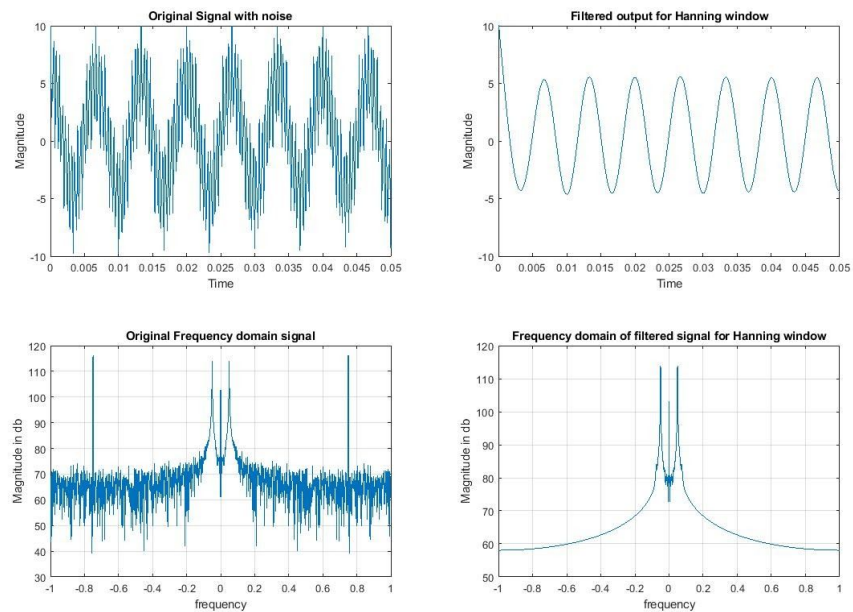 Original Signal with noise
10
5
0
-5
-10
Magnitude
0 0.005 0.01 0.015 0.02 0.025 0.03 0.035 0.04 0.045 0.05
Time
Filtered output for Hanning window
10
5
0
-5
-10
Magnitude
0 0.005 0.01 0.015 0.02 0.025 0.03 0.035 0.04 0.045 0.05
Time
Original Frequency domain signal
120
110
100
90
80
70
60
50
40
30
Magnitude in db
-1 -0.8 -0.6 -0.4 -0.2 0 0.2 0.4 0.6 0.8 1
frequency
Frequency domain of filtered signal for Hanning window
120
110
100
90
80
70
60
50
Magnitude in db
-1 -0.8 -0.6 -0.4 -0.2 0 0.2 0.4 0.6 0.8 1
frequency